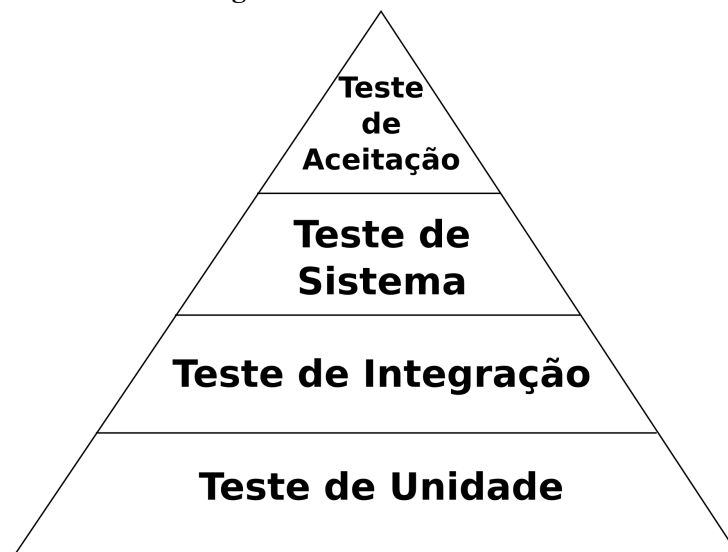 Teste
de
Aceitação
Teste de
Sistema
Teste de Integração
Teste de Unidade